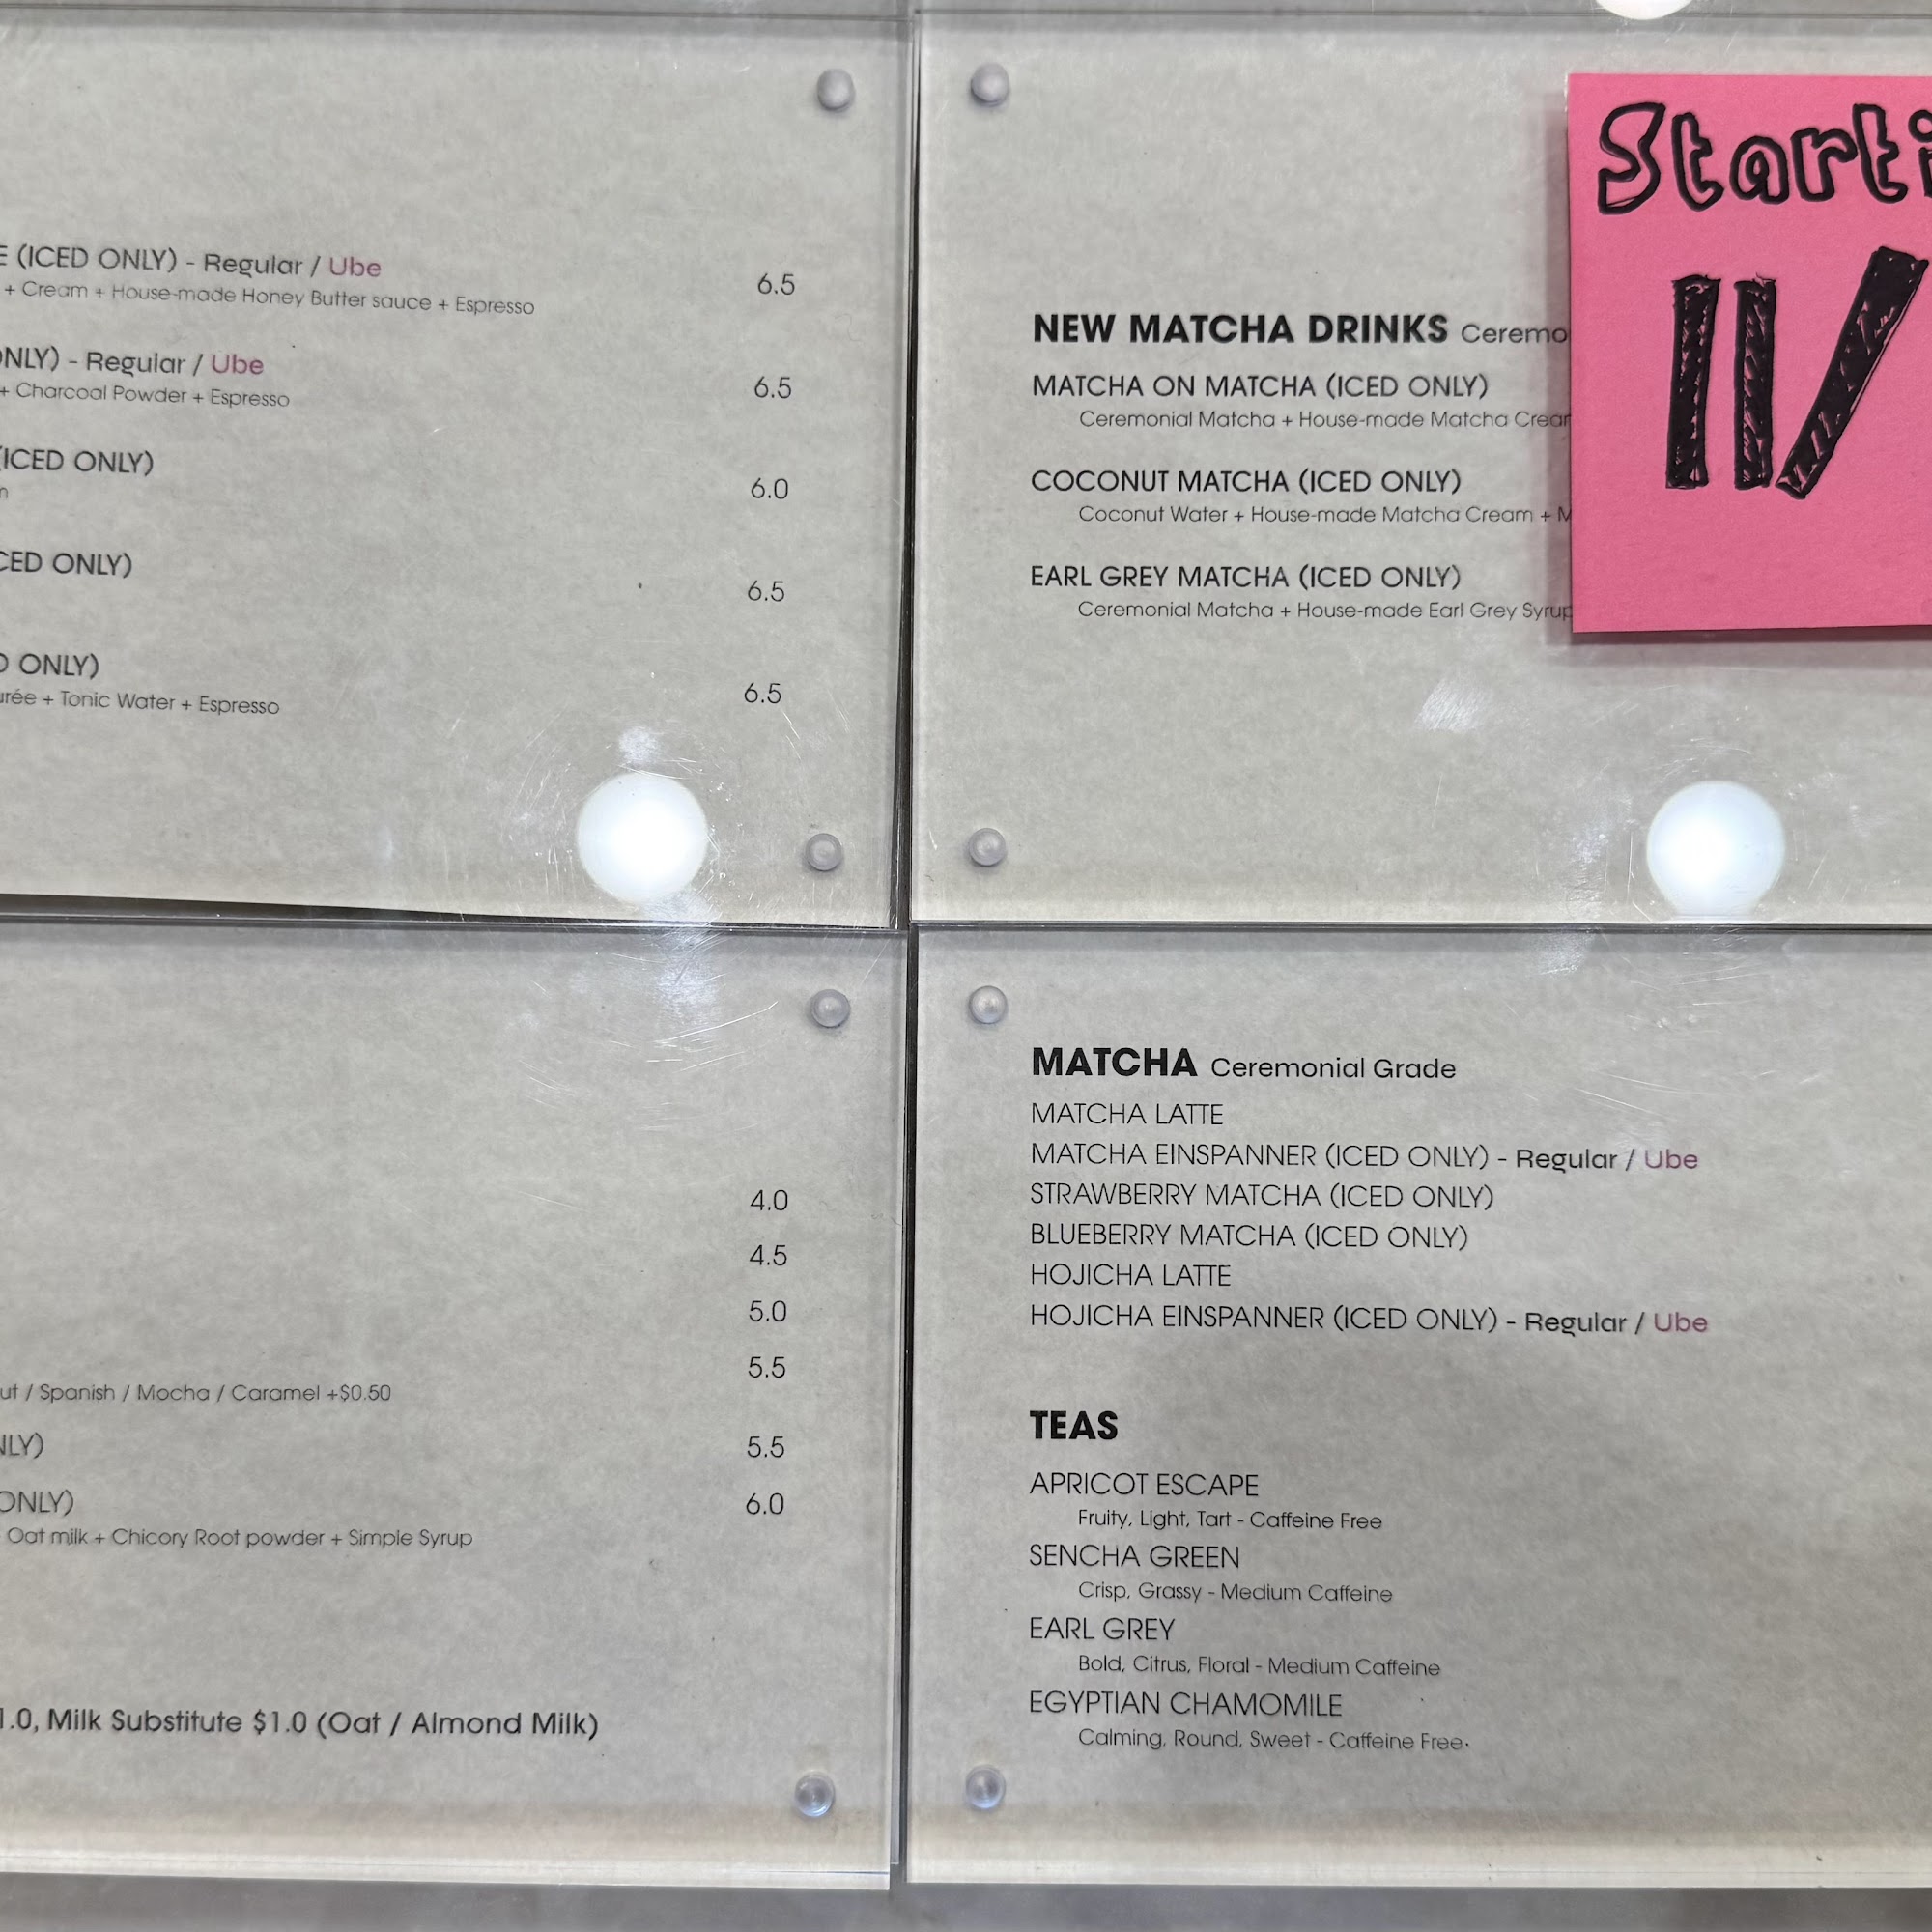 (ICED ONLY) - Regular / Ube 6.5
+ Cream + House-made Honey Butter sauce + Espresso
- Regular / Ube 6.5
+ Charcoal Powder + Espresso
(ICED ONLY) 6.0
ONLY) 6.5
ONLY) 6.5
+ Tonic Water + Espresso
NEW MATCHA DRINKS
MATCHA ON MATCHA (ICED ONLY)
Ceremonial Matcha + House-made Matcha
COCONUT MATCHA (ICED ONLY)
Coconut Water + House-made Matcha Cream +
EARL GREY MATCHA (ICED ONLY)
Ceremonial Matcha + House-made Earl Grey Syrup
11/
4.0
4.5
5.0
5.5
/ Spanish / Mocha / Caramel +$0.50
5.5
ONLY) 6.0
Oat milk + Chicory Root powder + Simple Syrup
Milk Substitute $1.0 (Oat / Almond Milk)
MATCHA Ceremonial Grade
MATCHA LATTE
MATCHA EINSPANNER (ICED ONLY) - Regular / Ube
STRAWBERRY MATCHA (ICED ONLY)
BLUEBERRY MATCHA (ICED ONLY)
HOJICHA LATTE
HOJICHA EINSPANNER (ICED ONLY) - Regular / Ube
TEAS
APRICOT ESCAPE
Fruity, Light, Tart - Caffeine Free
SENCHA GREEN
Crisp, Grassy - Medium Caffeine
EARL GREY
Bold, Citrus, Floral - Medium Caffeine
EGYPTIAN CHAMOMILE
Calming, Round, Sweet - Caffeine Free